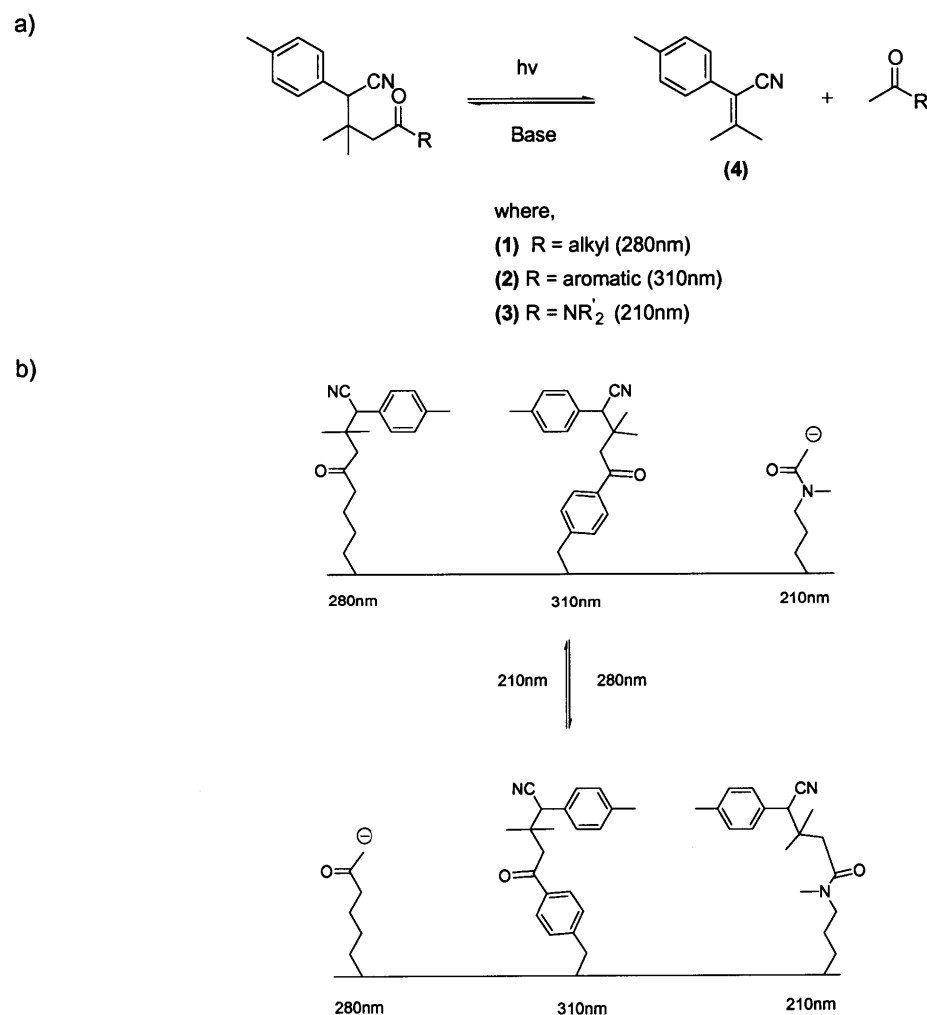 a)
CN
O
R
hν
Base
CN
(4)
+
O
R
where,
(1) R = alkyl (280nm)
(2) R = aromatic (310nm)
(3) R = NR'2 (210nm)
b)
NC
O
CN
O
⊖
O
N
280nm
310nm
210nm
210nm
280nm
⊖
O
NC
O
CN
O
N
280nm
310nm
210nm